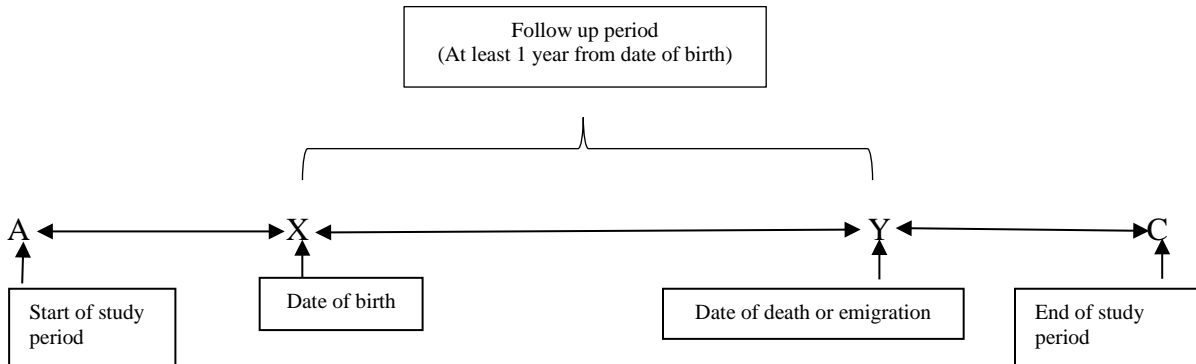 Follow up period
(At least 1 year from date of birth)
A
X
Y
C
Start of study
period
Date of birth
Date of death or emigration
End of study
period